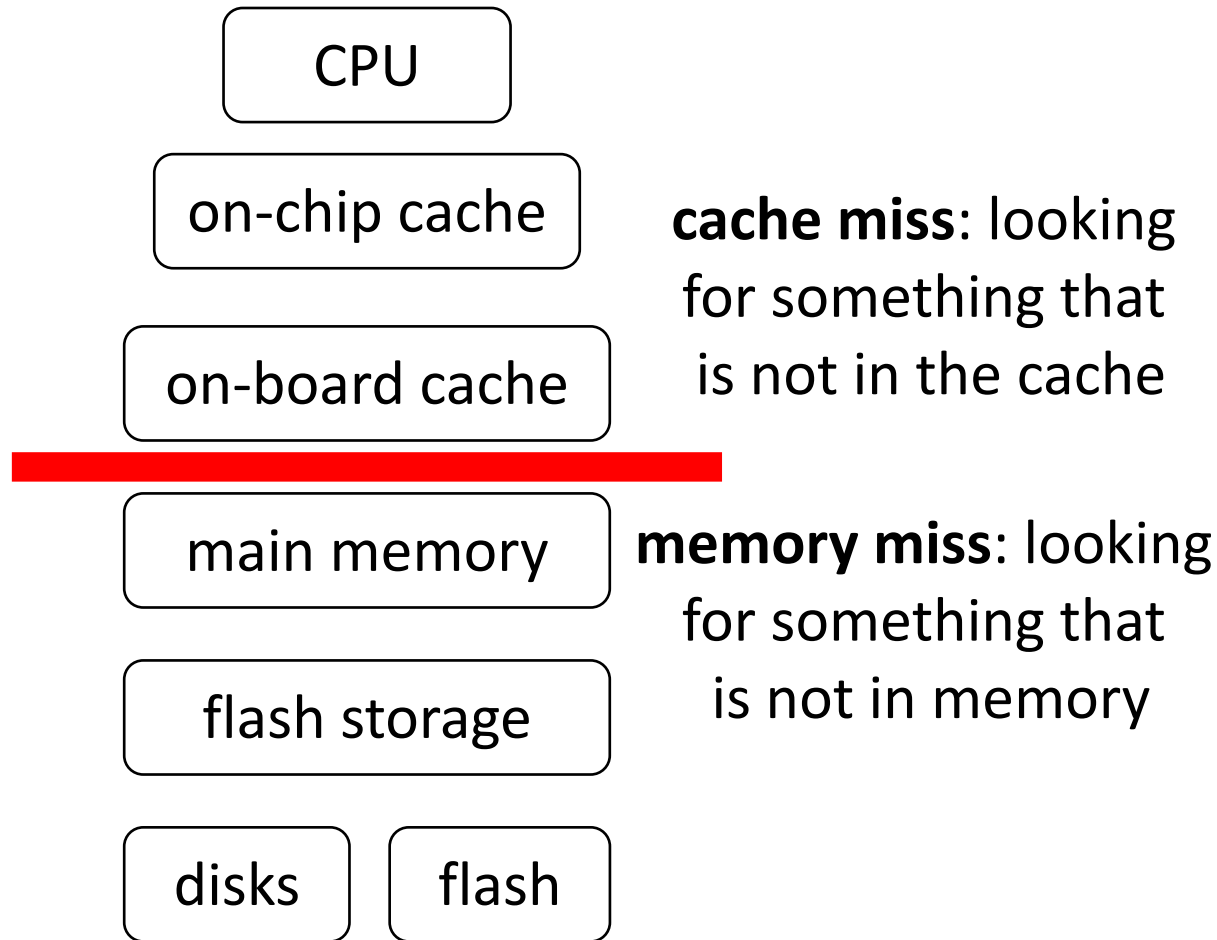 CPU
on-chip cache
on-board cache
cache miss: looking
for something that
is not in the cache
main memory
flash storage
disks
flash
memory miss: looking
for something that
is not in memory